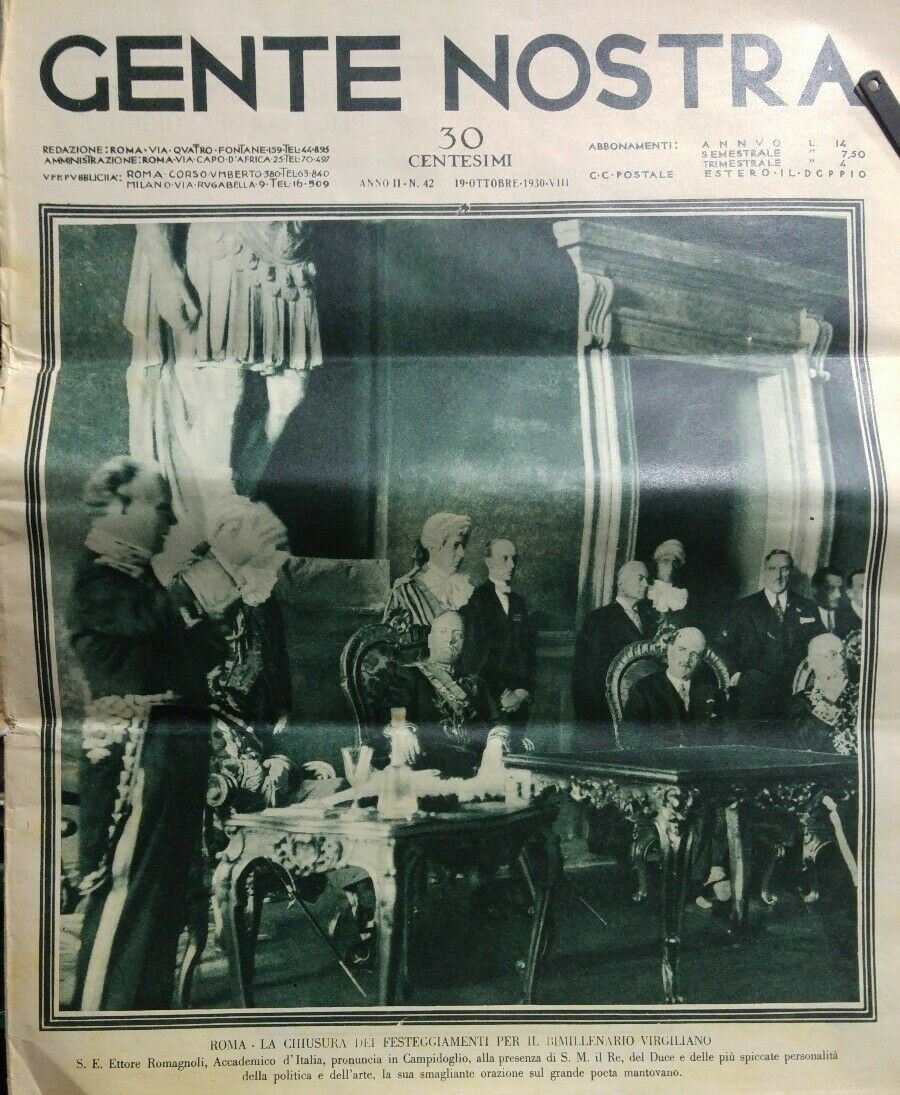 GENTE NOSTRA
30
CENTESIMI
REDAZIONE: ROMA · VIA · QVATRO · FONTANE · 159 · TEL · 44 · 895
AMMINISTRAZIONE: ROMA · VIA · CAPO · D'AFRICA · 25 · TEL · 70 · 497
VFF. PVBBLICITA: ROMA · CORSO · VMBERTO 380 · TEL 63 · 840
MILANO · VIA · RVGABELLA · 9 · TEL · 16 · 509
ANNO II · N. 42 19 · OTTOBRE · 1930 · VIII
ABBONAMENTI: ANNVO L. 14
SEMESTRALE " 7,50
TRIMESTRALE " 4
C·C·POSTALE ESTERO · IL · DOPPIO
ROMA - LA CHIUSURA DEI FESTEGGIAMENTI PER IL BIMILLENARIO VIRGILIANO
S. E. Ettore Romagnoli, Accademico d'Italia, pronuncia in Campidoglio, alla presenza di S. M. il Re, del Duce e delle più spiccate personalità
della politica e dell'arte, la sua smagliante orazione sul grande poeta mantovano.